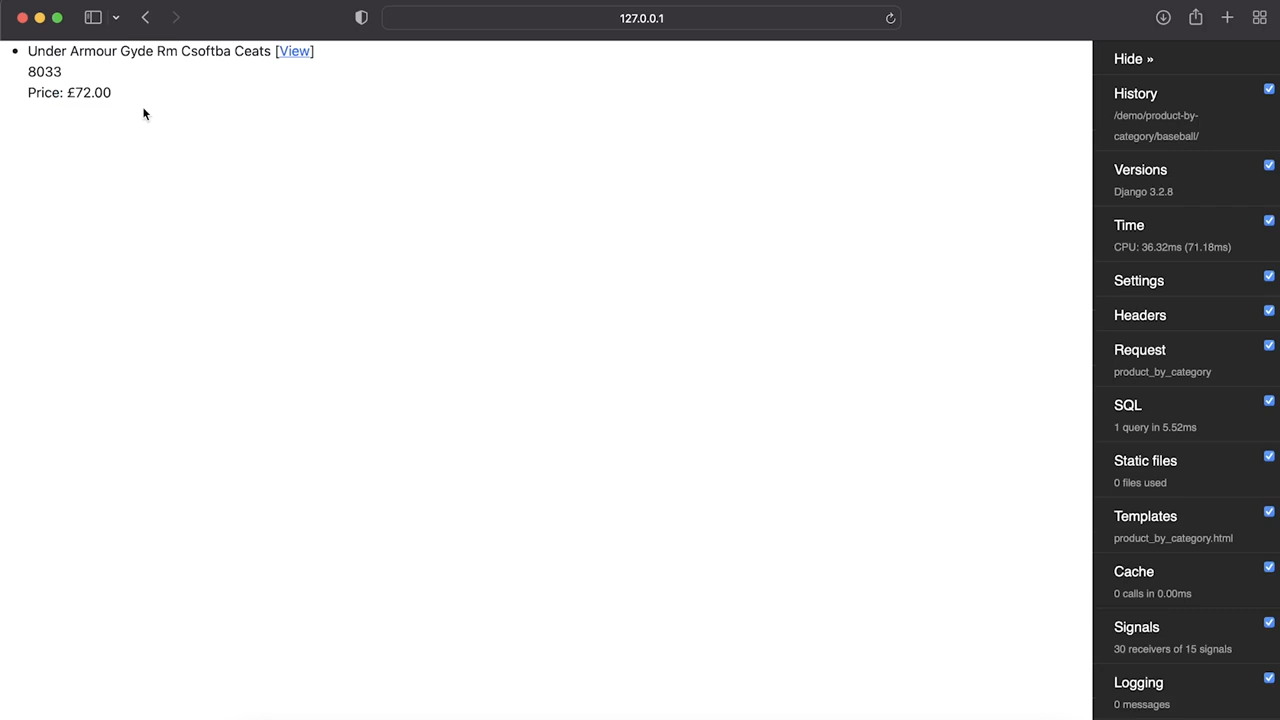 127.0.0.1
Under Armour Gyde Rm Csoftba Ceats [View]
8033
Price: £72.00
Hide »
History
/demo/product-by-
category/baseball/
Versions
Django 3.2.8
Time
CPU: 36.32ms (71.18ms)
Settings
Headers
Request
product_by_category
SQL
1 query in 5.52ms
Static files
0 files used
Templates
product_by_category.html
Cache
0 calls in 0.00ms
Signals
30 receivers of 15 signals
Logging
0 messages